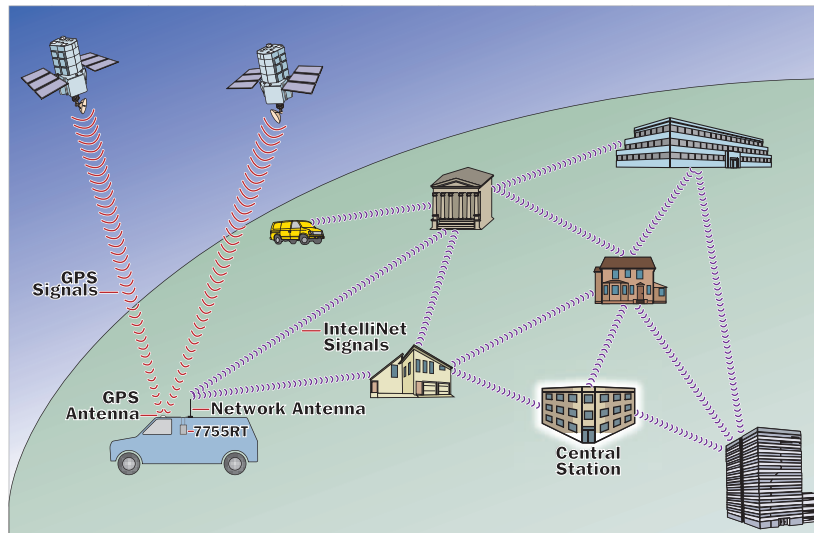 GPS
Signals
IntelliNet
Signals
GPS
Antenna
Network Antenna
7755RT
Central
Station